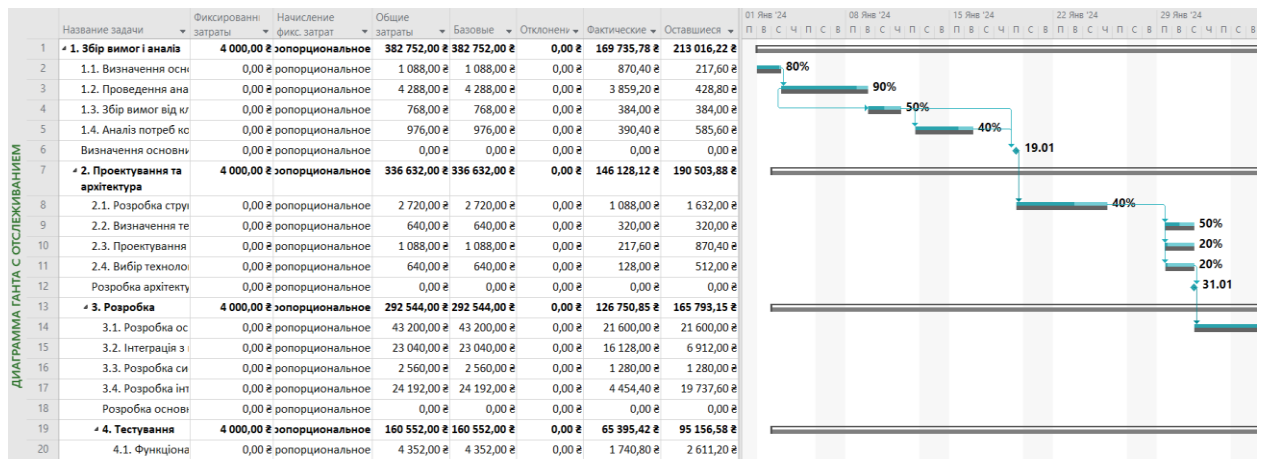 ДИАГРАММА ГАНТА С ОТСЛЕЖИВАНИЕМ
Название задачи Фиксированны затраты Начисление фикс. затрат Общие затраты Базовые Отклонени Фактические Оставшиеся
01 Янв '24 08 Янв '24 15 Янв '24 22 Янв '24 29 Янв '24
П В С Ч П С В П В С Ч П С В П В С Ч П С В П В С Ч П С В П В С Ч П С В
1 1. Збір вимог і аналіз 4 000,00 ₴ ропорциональное 382 752,00 ₴ 382 752,00 ₴ 0,00 ₴ 169 735,78 ₴ 213 016,22 ₴
2 1.1. Визначення осно 0,00 ₴ ропорциональное 1 088,00 ₴ 1 088,00 ₴ 0,00 ₴ 870,40 ₴ 217,60 ₴ 80%
3 1.2. Проведення ана 0,00 ₴ ропорциональное 4 288,00 ₴ 4 288,00 ₴ 0,00 ₴ 3 859,20 ₴ 428,80 ₴ 90%
4 1.3. Збір вимог від кл 0,00 ₴ ропорциональное 768,00 ₴ 768,00 ₴ 0,00 ₴ 384,00 ₴ 384,00 ₴ 50%
5 1.4. Аналіз потреб ко 0,00 ₴ ропорциональное 976,00 ₴ 976,00 ₴ 0,00 ₴ 390,40 ₴ 585,60 ₴ 40%
6 Визначення основни 0,00 ₴ ропорциональное 0,00 ₴ 0,00 ₴ 0,00 ₴ 0,00 ₴ 0,00 ₴ 19.01
7 2. Проектування та 4 000,00 ₴ ропорциональное 336 632,00 ₴ 336 632,00 ₴ 0,00 ₴ 146 128,12 ₴ 190 503,88 ₴
архітектура
8 2.1. Розробка струк 0,00 ₴ ропорциональное 2 720,00 ₴ 2 720,00 ₴ 0,00 ₴ 1 088,00 ₴ 1 632,00 ₴ 40%
9 2.2. Визначення те 0,00 ₴ ропорциональное 640,00 ₴ 640,00 ₴ 0,00 ₴ 320,00 ₴ 320,00 ₴ 50%
10 2.3. Проектування 0,00 ₴ ропорциональное 1 088,00 ₴ 1 088,00 ₴ 0,00 ₴ 217,60 ₴ 870,40 ₴ 20%
11 2.4. Вибір техноло 0,00 ₴ ропорциональное 640,00 ₴ 640,00 ₴ 0,00 ₴ 128,00 ₴ 512,00 ₴ 20%
12 Розробка архітекту 0,00 ₴ ропорциональное 0,00 ₴ 0,00 ₴ 0,00 ₴ 0,00 ₴ 0,00 ₴ 31.01
13 3. Розробка 4 000,00 ₴ ропорциональное 292 544,00 ₴ 292 544,00 ₴ 0,00 ₴ 126 750,85 ₴ 165 793,15 ₴
14 3.1. Розробка ос 0,00 ₴ ропорциональное 43 200,00 ₴ 43 200,00 ₴ 0,00 ₴ 21 600,00 ₴ 21 600,00 ₴
15 3.2. Інтеграція з 0,00 ₴ ропорциональное 23 040,00 ₴ 23 040,00 ₴ 0,00 ₴ 16 128,00 ₴ 6 912,00 ₴
16 3.3. Розробка си 0,00 ₴ ропорциональное 2 560,00 ₴ 2 560,00 ₴ 0,00 ₴ 1 280,00 ₴ 1 280,00 ₴
17 3.4. Розробка інт 0,00 ₴ ропорциональное 24 192,00 ₴ 24 192,00 ₴ 0,00 ₴ 4 454,40 ₴ 19 737,60 ₴
18 Розробка основн 0,00 ₴ ропорциональное 0,00 ₴ 0,00 ₴ 0,00 ₴ 0,00 ₴ 0,00 ₴
19 4. Тестування 4 000,00 ₴ ропорциональное 160 552,00 ₴ 160 552,00 ₴ 0,00 ₴ 65 395,42 ₴ 95 156,58 ₴
20 4.1. Функціона 0,00 ₴ ропорциональное 4 352,00 ₴ 4 352,00 ₴ 0,00 ₴ 1 740,80 ₴ 2 611,20 ₴